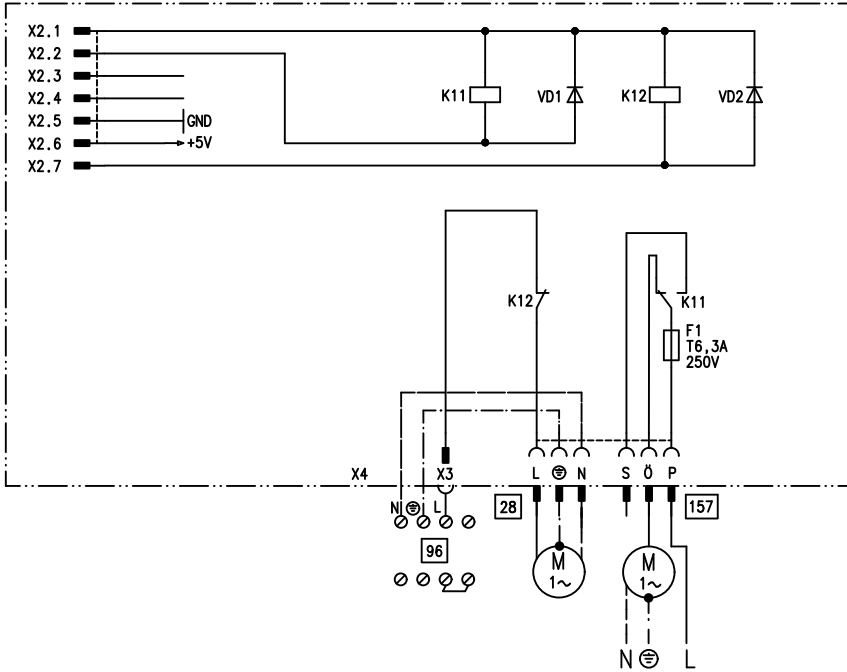 X2.1
X2.2
X2.3
X2.4
X2.5 GND
X2.6 +5V
X2.7
K11 VD1 K12 VD2
K12 K11
F1
T6,3A
250V
X4 X3 L N S Ö P
N L 28 157
96
M M
1~ 1~
N L